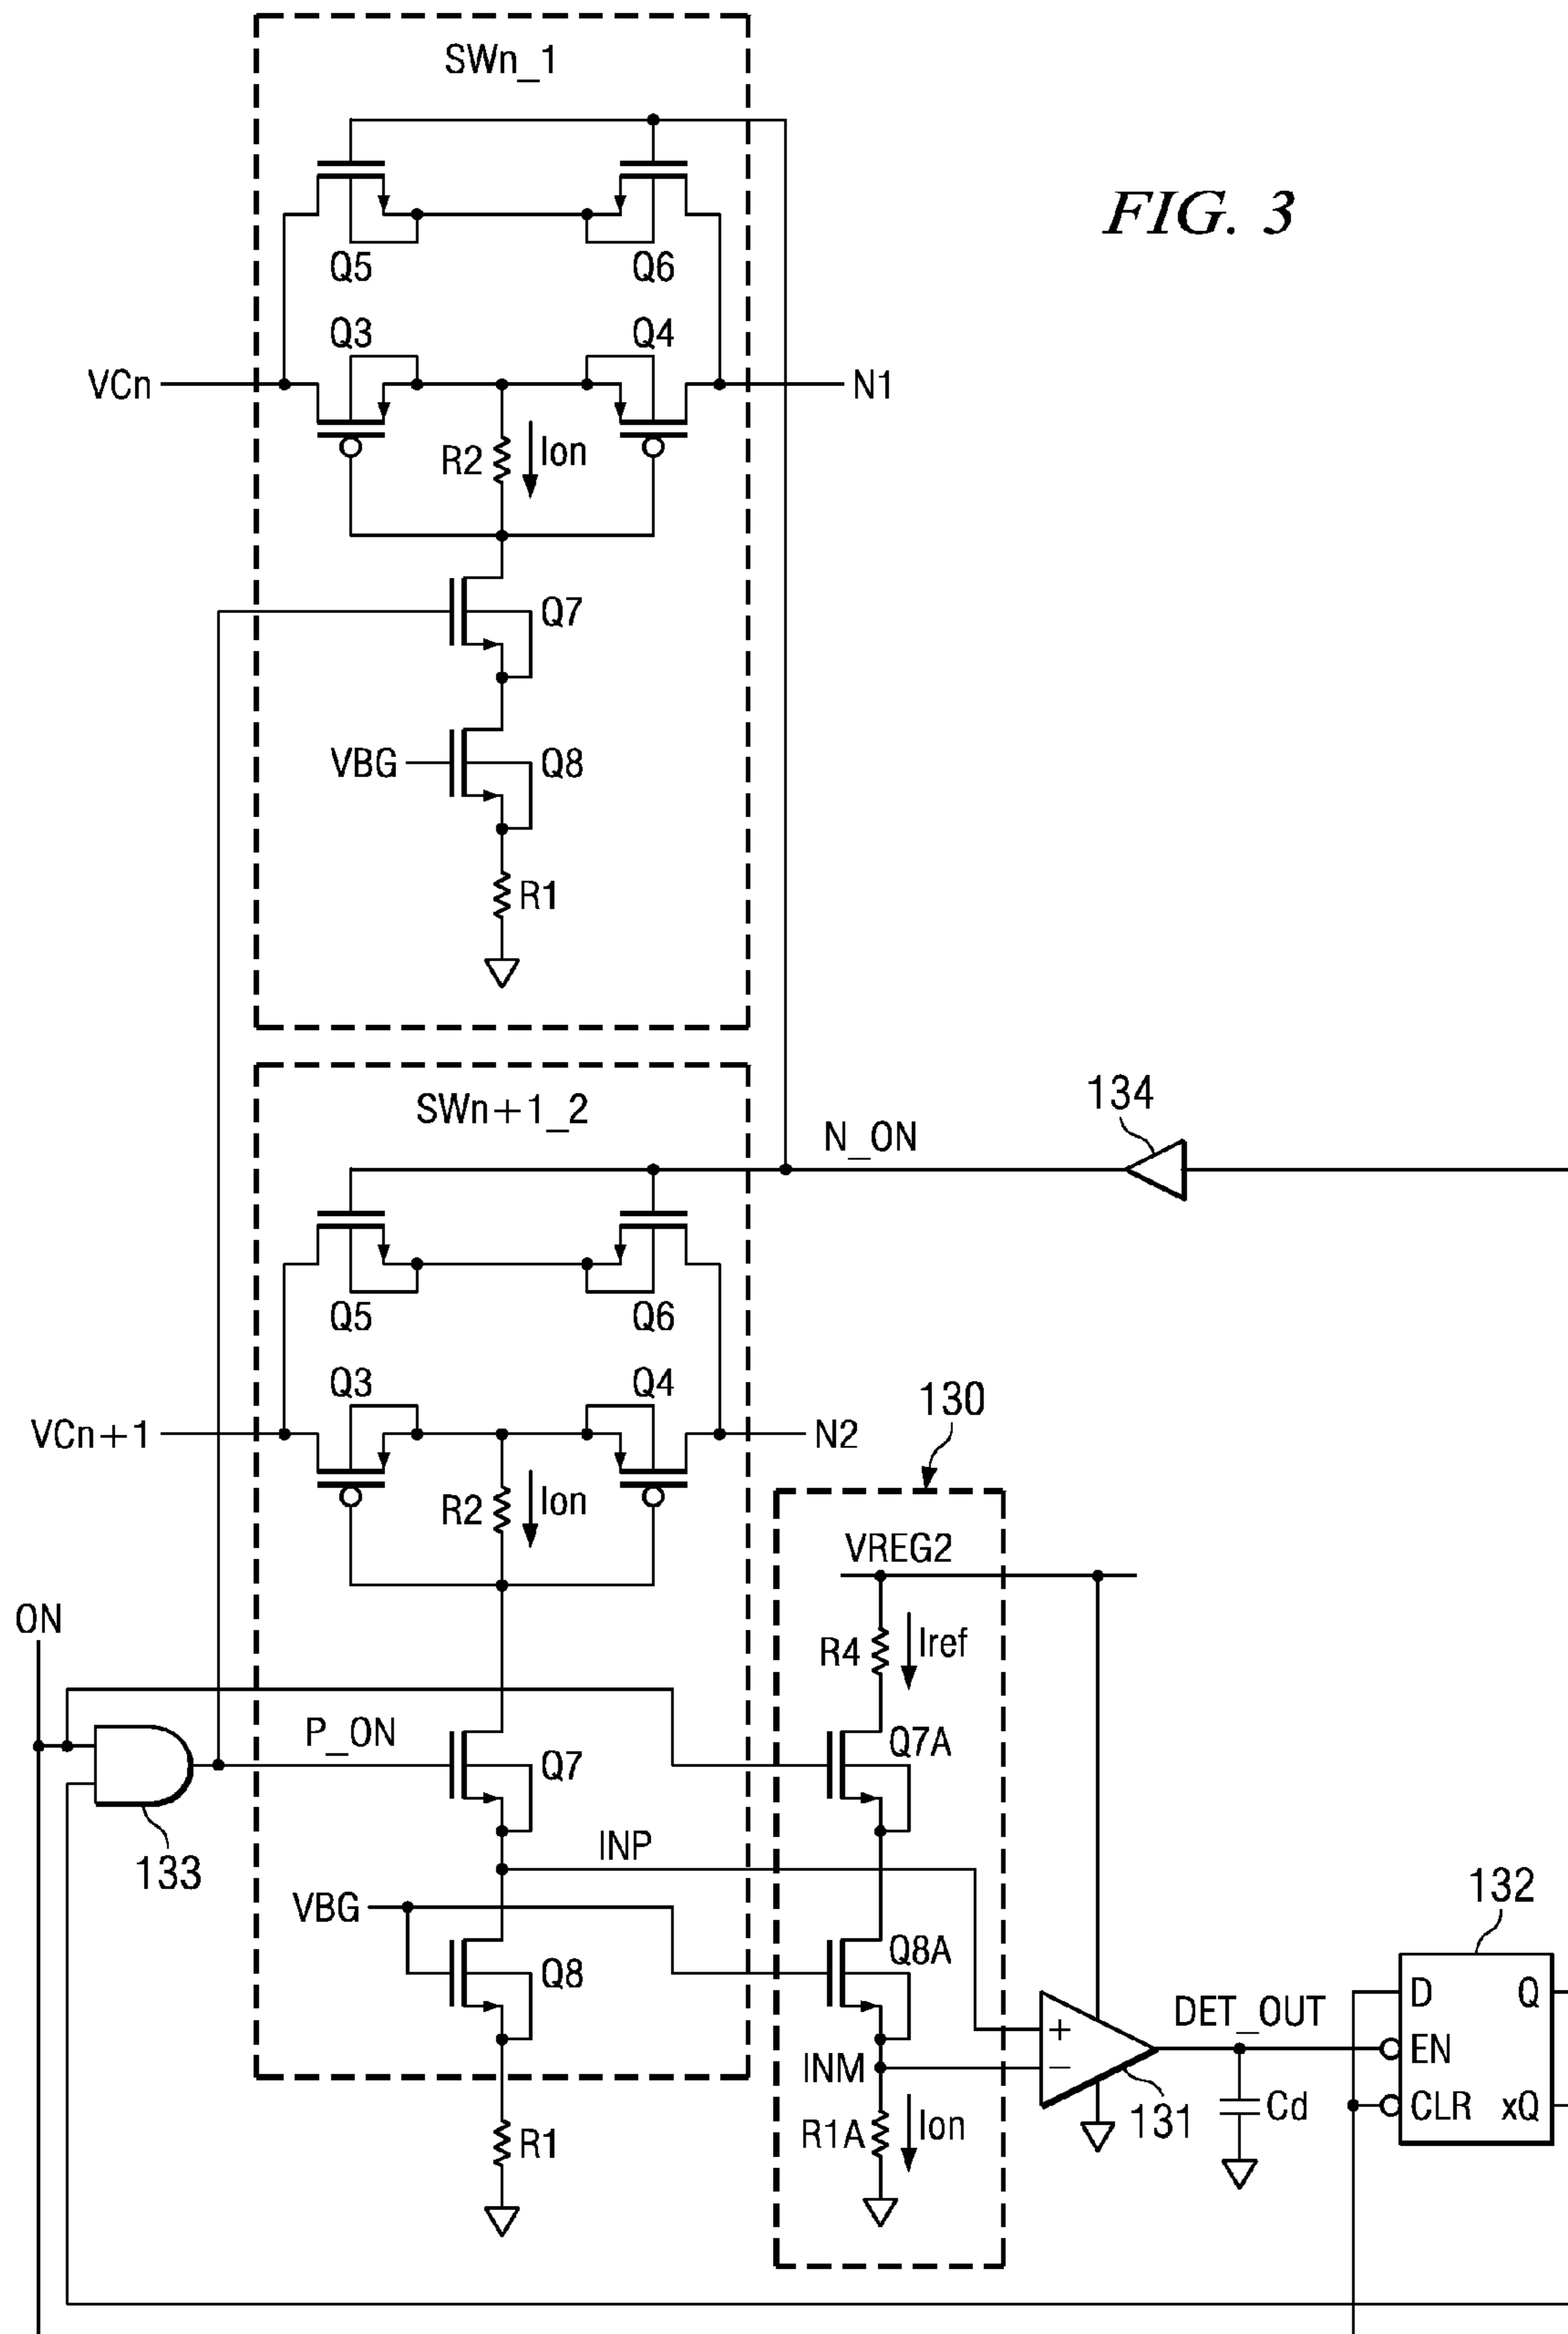 SWn_1
FIG. 3
Q5
Q6
Q3
Q4
VCn
N1
R2
Ion
Q7
VBG
Q8
R1
SWn+1_2
134
N_ON
Q5
Q6
Q3
Q4
130
VCn+1
N2
R2
Ion
VREG2
ON
R4
Iref
P_ON
Q7
Q7A
133
INP
132
VBG
Q8
Q8A
D
Q
DET_OUT
+
EN
INM
−
R1
R1A
Ion
131
Cd
CLR
xQ